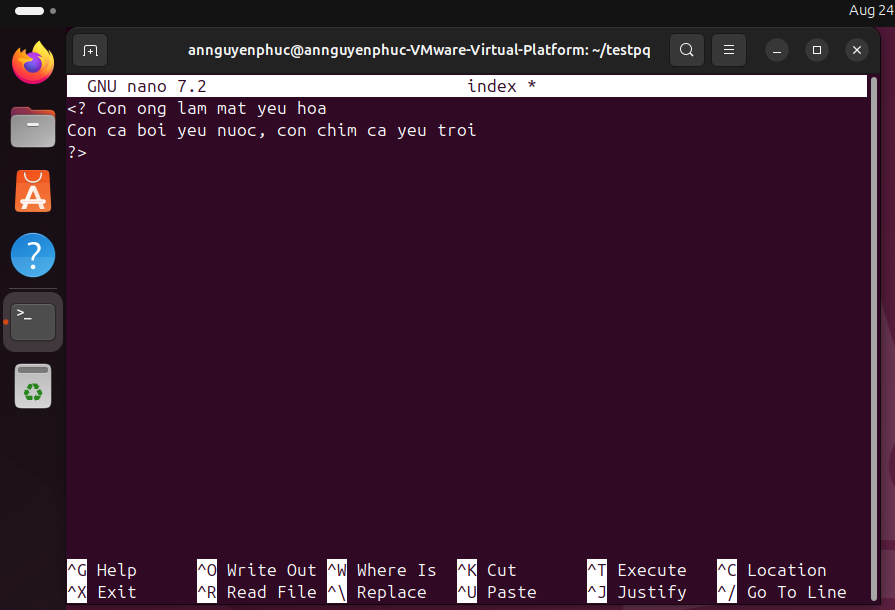 Aug 24
annguyenphuc@annguyenphuc-VMware-Virtual-Platform: ~/testpq
GNU nano 7.2 index *
<? Con ong lam mat yeu hoa
Con ca boi yeu nuoc, con chim ca yeu troi
?>
^G Help ^O Write Out ^W Where Is ^K Cut ^T Execute ^C Location
^X Exit ^R Read File ^\ Replace ^U Paste ^J Justify ^/ Go To Line